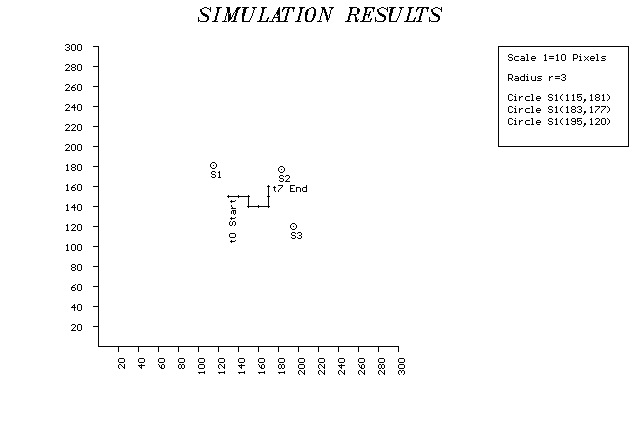 SIMULATION RESULTS
Scale 1=10 Pixels
Radius r=3
Circle S1(115,181)
Circle S1(183,177)
Circle S1(195,120)
300
280
260
240
220
200
180
160
140
120
100
80
60
40
20
S1
S2
t7 End
t0 Start
S3
20 40 60 80 100 120 140 160 180 200 220 240 260 280 300